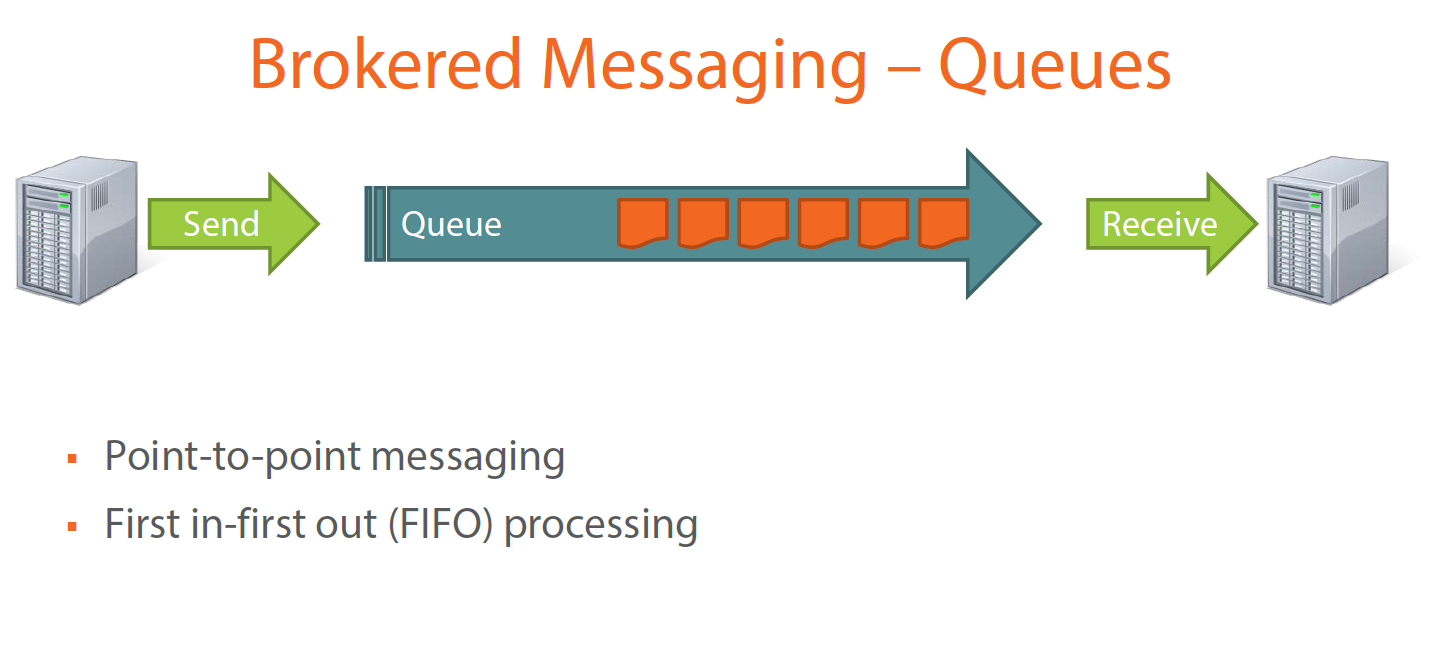 Brokered Messaging – Queues
Send
Queue
Receive
▪ Point-to-point messaging
▪ First in-first out (FIFO) processing